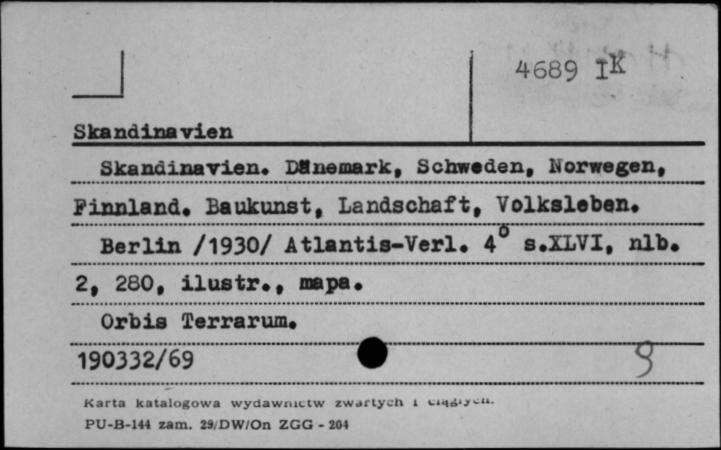 4689 IK
Skandinavien
Skandinavien. Dänemark, Schweden, Norwegen,
Finnland. Baukunst, Landschaft, Volksleben.
Berlin /1930/ Atlantis-Verl. 4° s.XLVI, nlb.
2, 280, ilustr., mapa.
Orbis Terrarum.
190332/69 9
Karta katalogowa wydawnictw zwartych i ciągłych.
PU-B-144 zam. 29/DW/On ZGG - 204